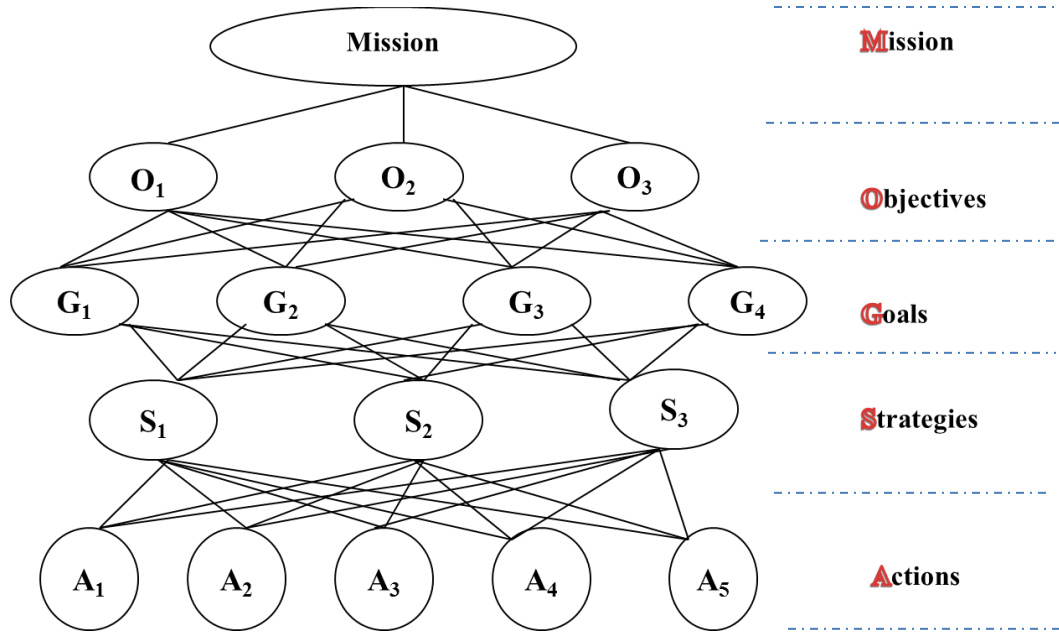 Mission
Mission
O₁ O₂ O₃
Objectives
G₁ G₂ G₃ G₄
Goals
S₁ S₂ S₃
Strategies
A₁ A₂ A₃ A₄ A₅
Actions